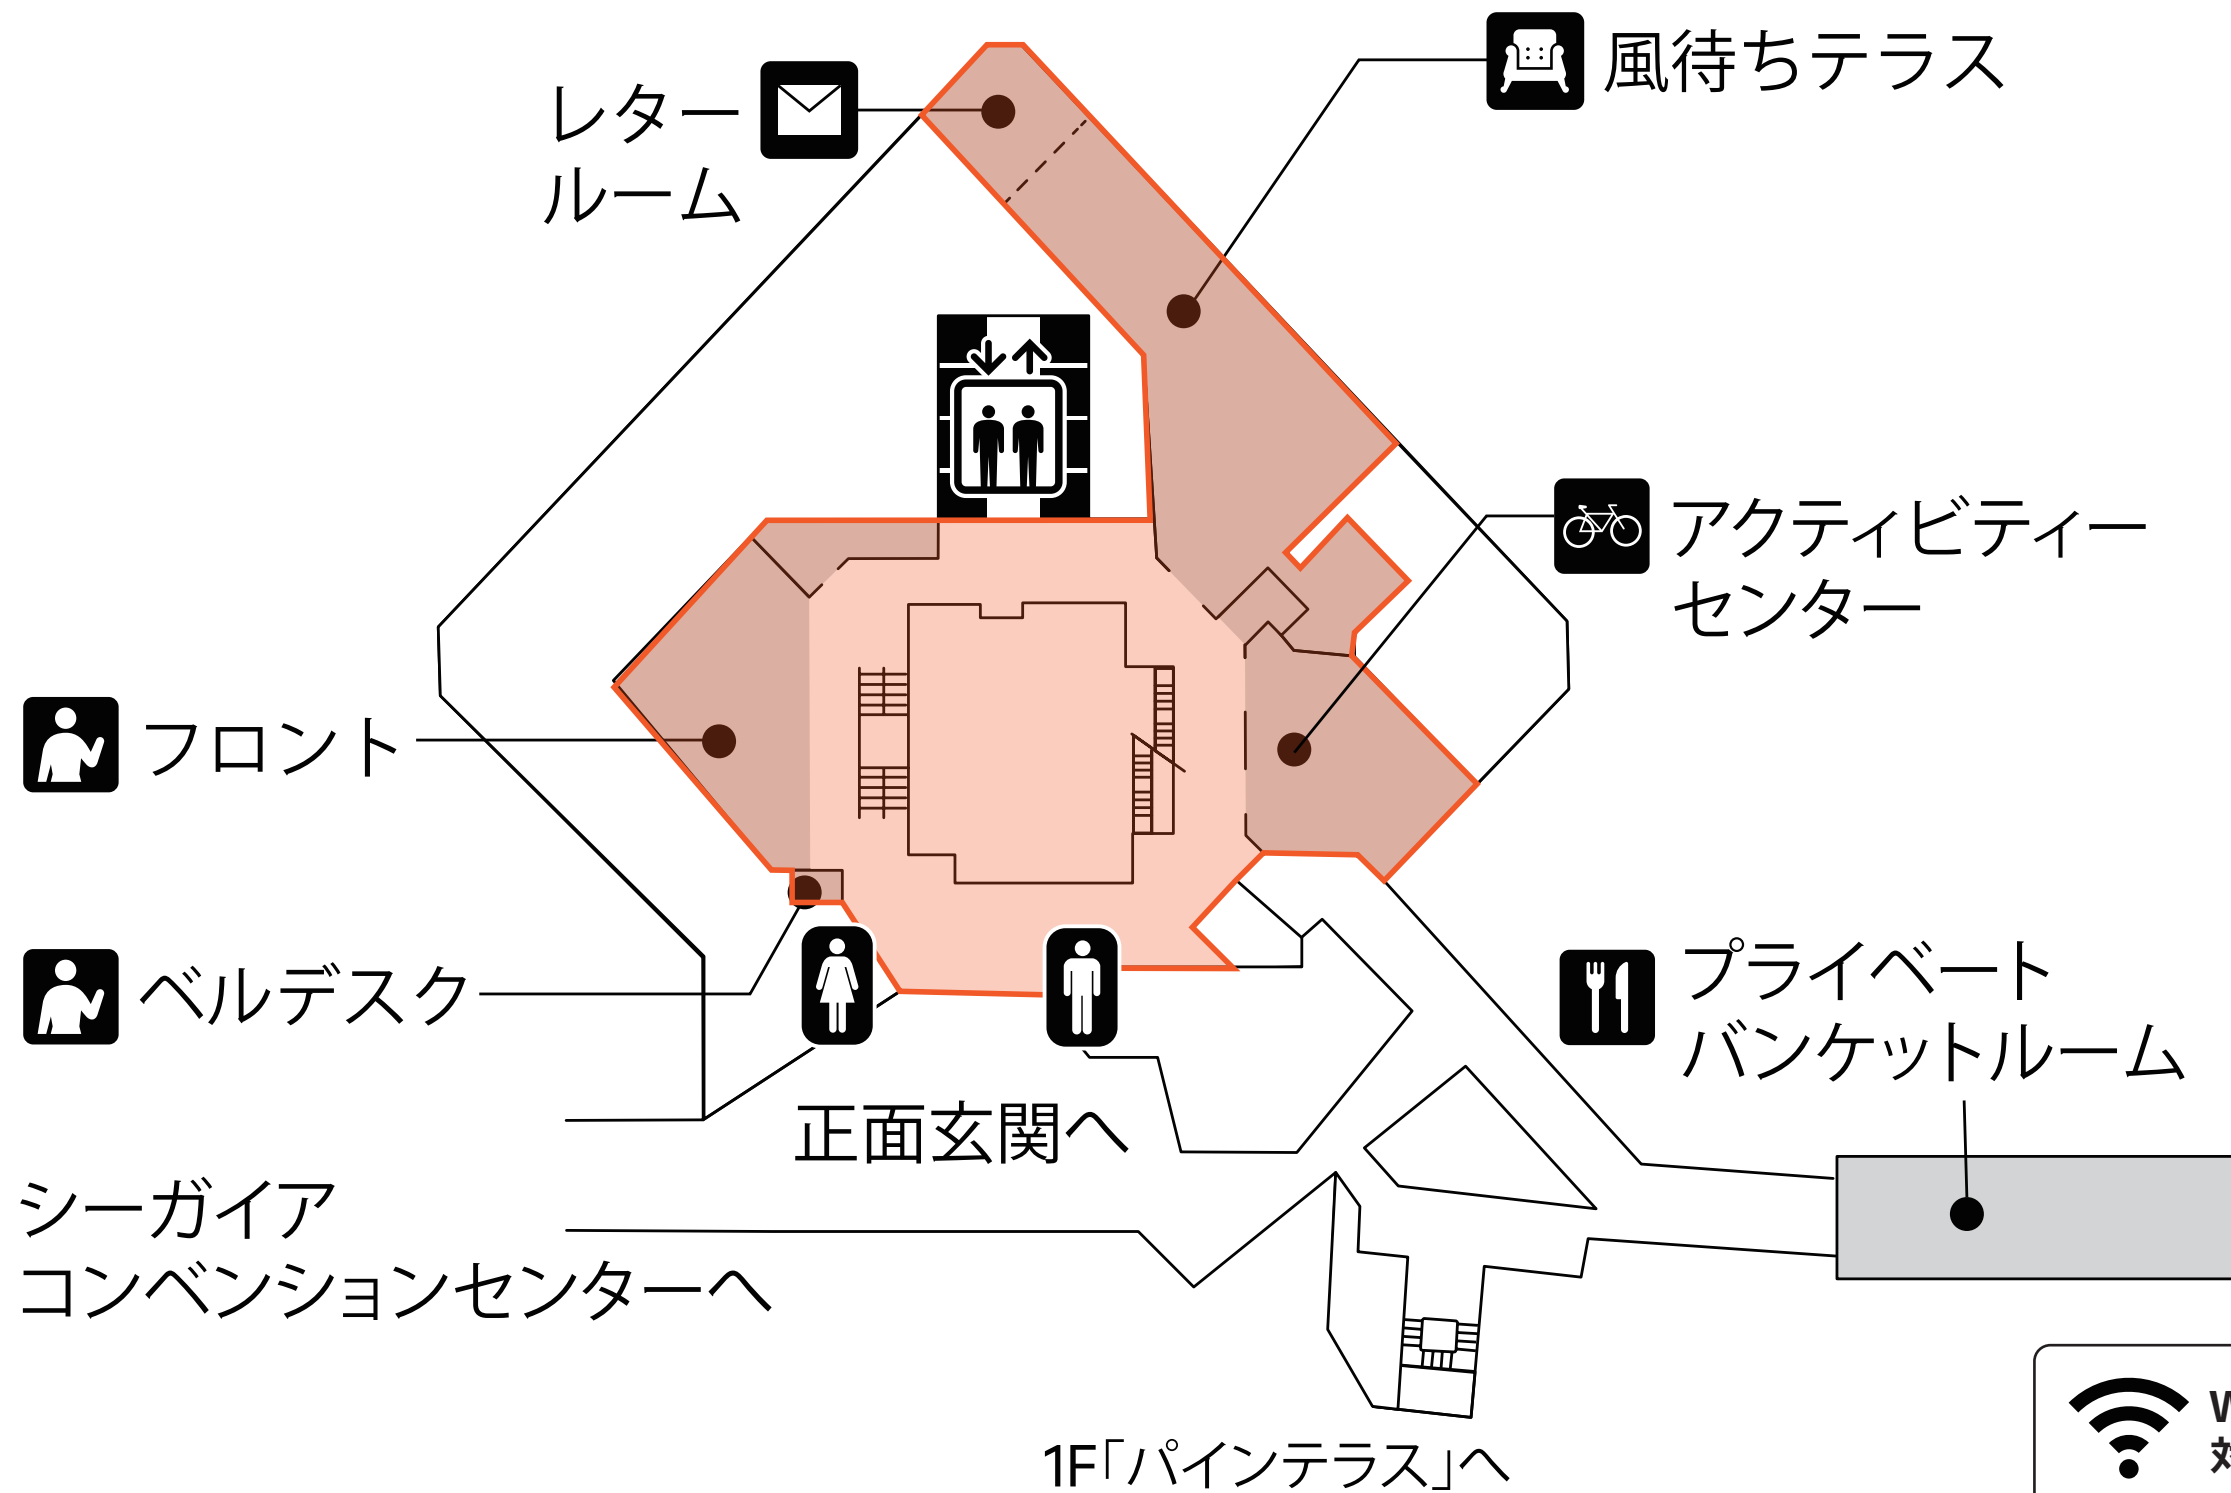 レター
ルーム
風待ちテラス
アクティビティー
センター
フロント
ベルデスク
プライベート
バンケットルーム
正面玄関へ
シーガイア
コンベンションセンターへ
1F「パインテラス」へ